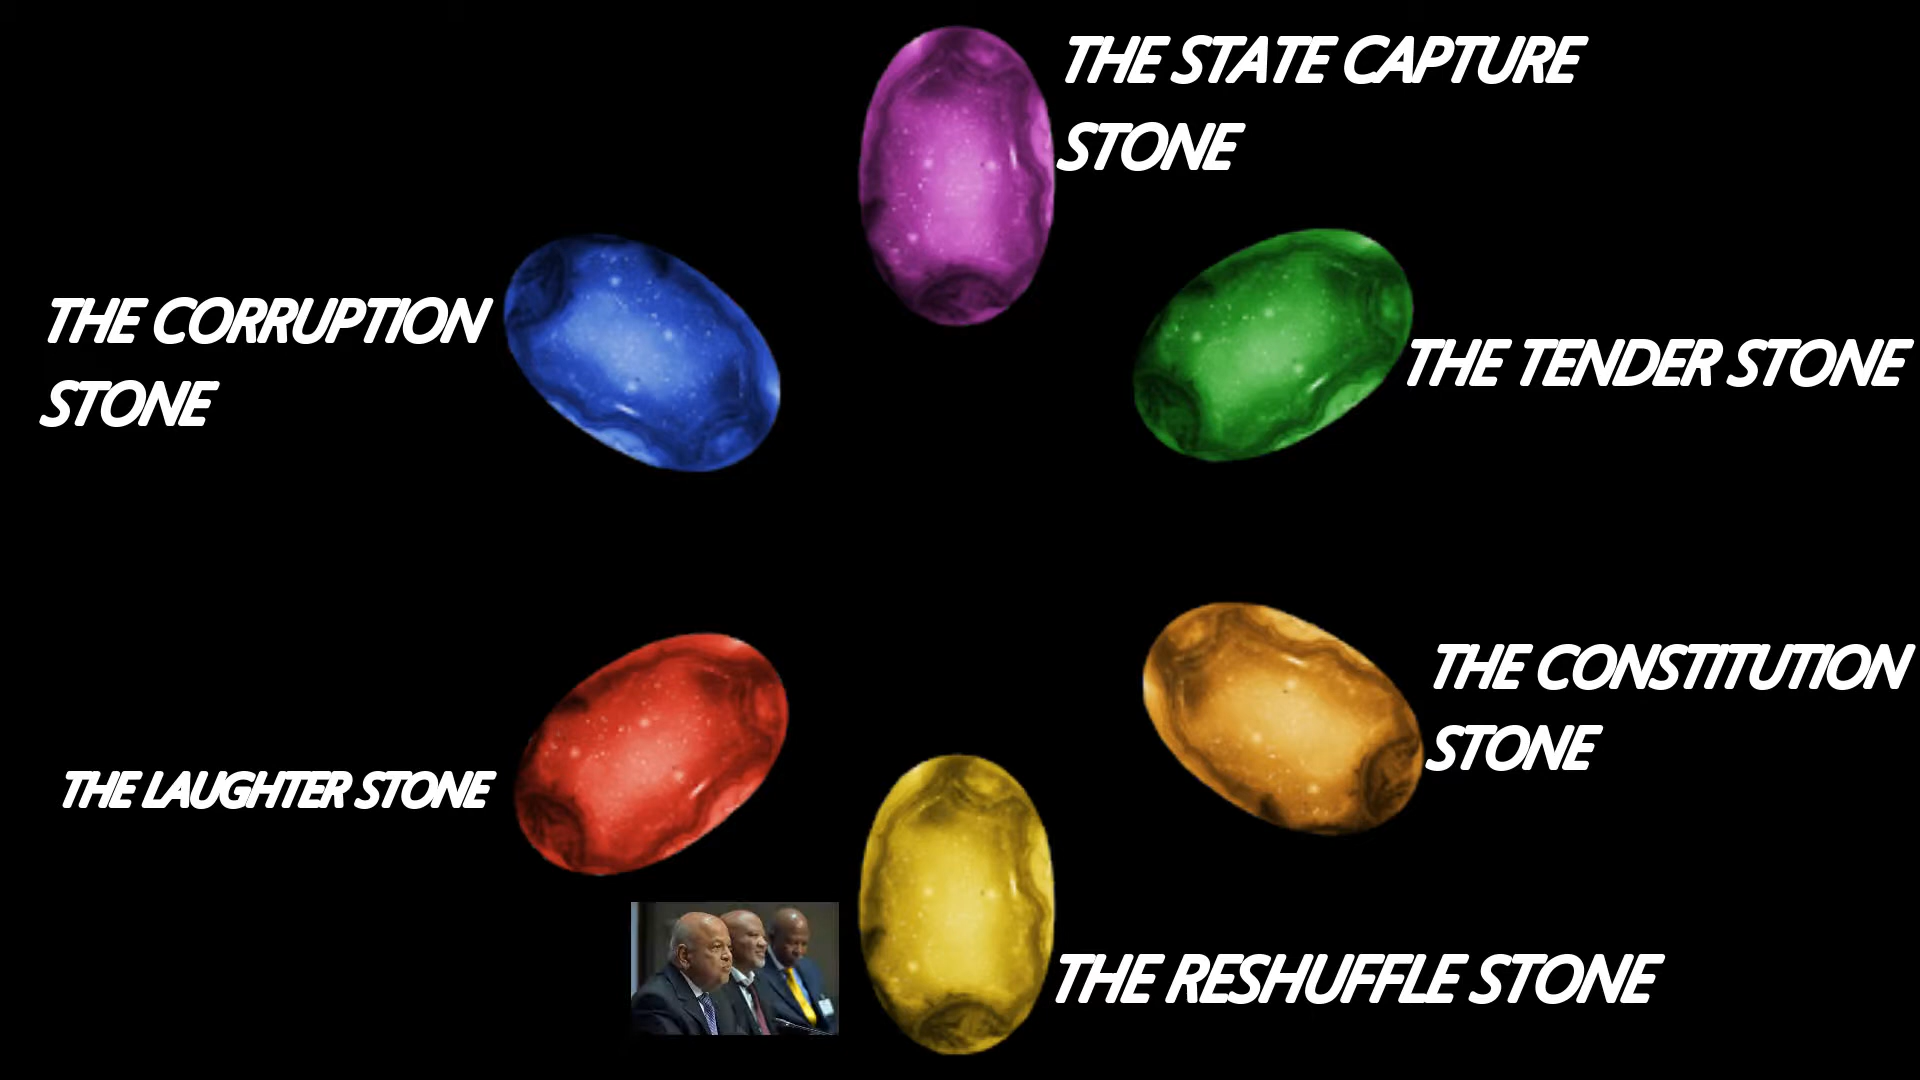 THE STATE CAPTURE
STONE
THE CORRUPTION
STONE
THE TENDER STONE
THE CONSTITUTION
STONE
THE LAUGHTER STONE
THE RESHUFFLE STONE